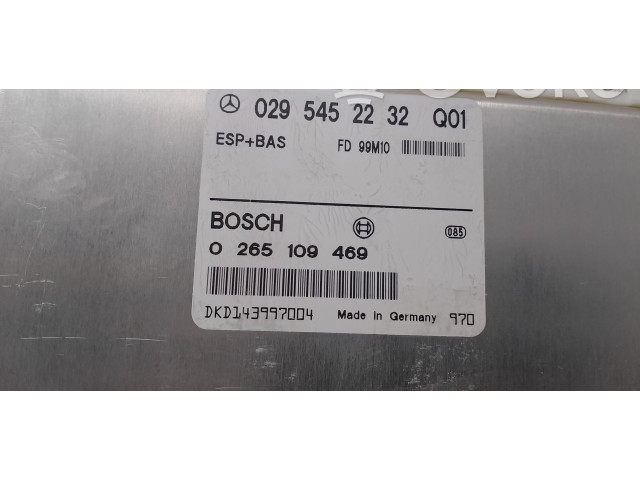 029 545 22 32 Q01
ESP+BAS FD 99M10
BOSCH
085
0 265 109 469
DKD143997004 Made in Germany 970